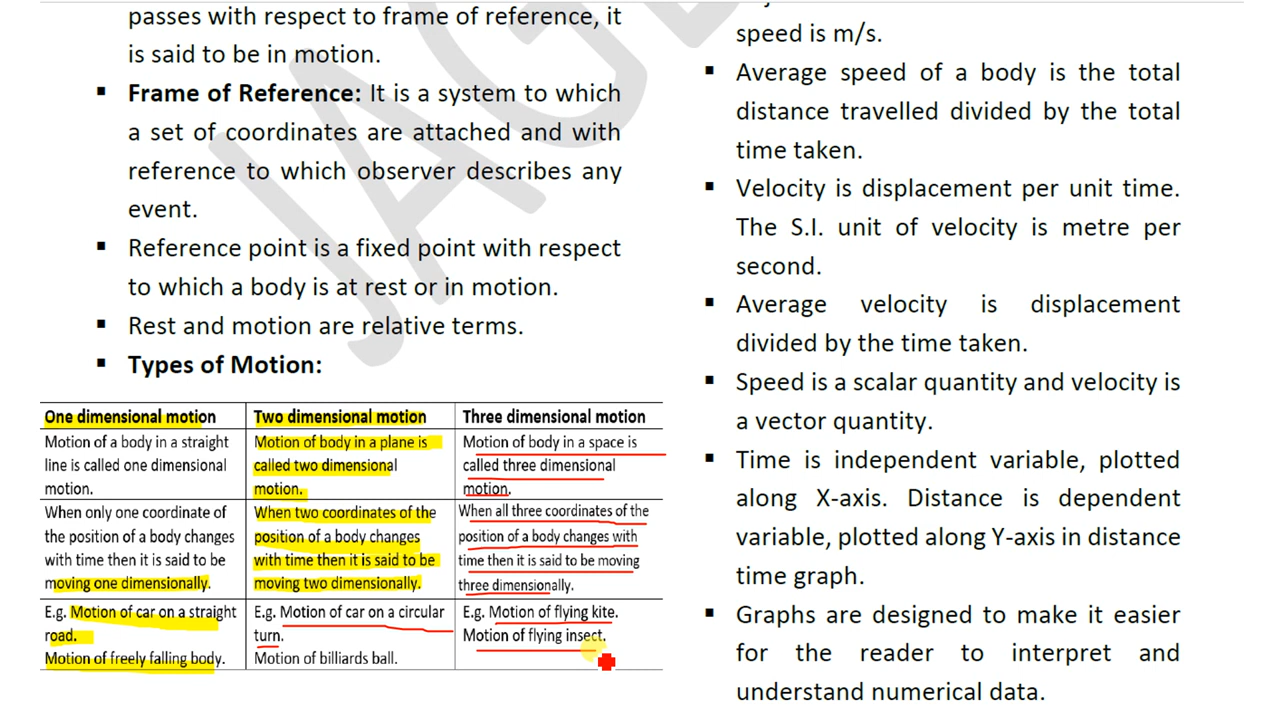 passes with respect to frame of reference, it
is said to be in motion.
▪ Frame of Reference: It is a system to which
a set of coordinates are attached and with
reference to which observer describes any
event.
▪ Reference point is a fixed point with respect
to which a body is at rest or in motion.
▪ Rest and motion are relative terms.
▪ Types of Motion:
One dimensional motion
Motion of a body in a straight
line is called one dimensional
motion.
When only one coordinate of
the position of a body changes
with time then it is said to be
moving one dimensionally.
E.g. Motion of car on a straight
road.
Motion of freely falling body.
Two dimensional motion
Motion of body in a plane is
called two dimensional
motion.
When two coordinates of the
position of a body changes
with time then it is said to be
moving two dimensionally.
E.g. Motion of car on a circular
turn.
Motion of billiards ball.
Three dimensional motion
Motion of body in a space is
called three dimensional
motion.
When all three coordinates of the
position of a body changes with
time then it is said to be moving
three dimensionally.
E.g. Motion of flying kite.
Motion of flying insect.
speed is m/s.
▪ Average speed of a body is the total
distance travelled divided by the total
time taken.
▪ Velocity is displacement per unit time.
The S.I. unit of velocity is metre per
second.
▪ Average velocity is displacement
divided by the time taken.
▪ Speed is a scalar quantity and velocity is
a vector quantity.
▪ Time is independent variable, plotted
along X-axis. Distance is dependent
variable, plotted along Y-axis in distance
time graph.
▪ Graphs are designed to make it easier
for the reader to interpret and
understand numerical data.